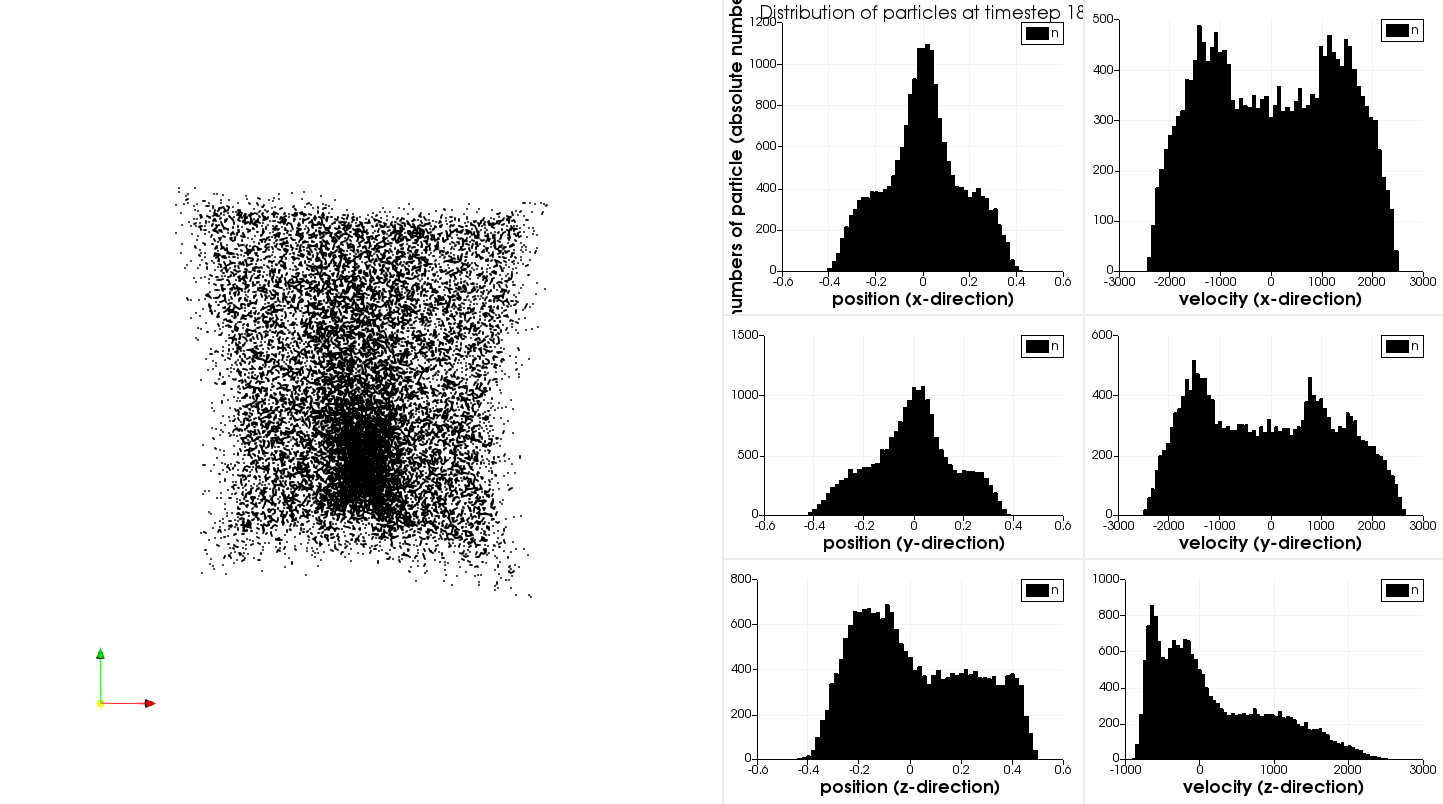 Distribution of particles at timestep 18
numbers of particle (absolute numbe
1200
1000
800
600
400
200
0
-0.6 -0.4 -0.2 0 0.2 0.4 0.6
position (x-direction)
n
500
400
300
200
100
0
-3000 -2000 -1000 0 1000 2000 3000
velocity (x-direction)
n
1500
1000
500
0
-0.6 -0.4 -0.2 0 0.2 0.4 0.6
position (y-direction)
n
600
400
200
0
-3000 -2000 -1000 0 1000 2000 3000
velocity (y-direction)
n
800
600
400
200
0
-0.6 -0.4 -0.2 0 0.2 0.4 0.6
position (z-direction)
n
1000
800
600
400
200
0
-1000 0 1000 2000 3000
velocity (z-direction)
n